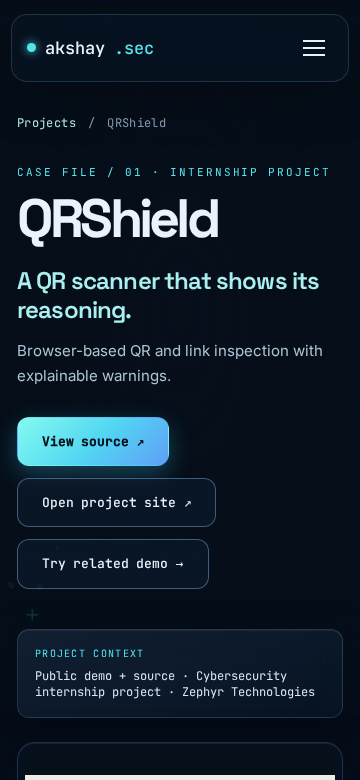 akshay .sec
Projects / QRShield
CASE FILE / 01 · INTERNSHIP PROJECT
QRShield
A QR scanner that shows its
reasoning.
Browser-based QR and link inspection with
explainable warnings.
View source ↗
Open project site ↗
Try related demo →
PROJECT CONTEXT
Public demo + source · Cybersecurity
internship project · Zephyr Technologies